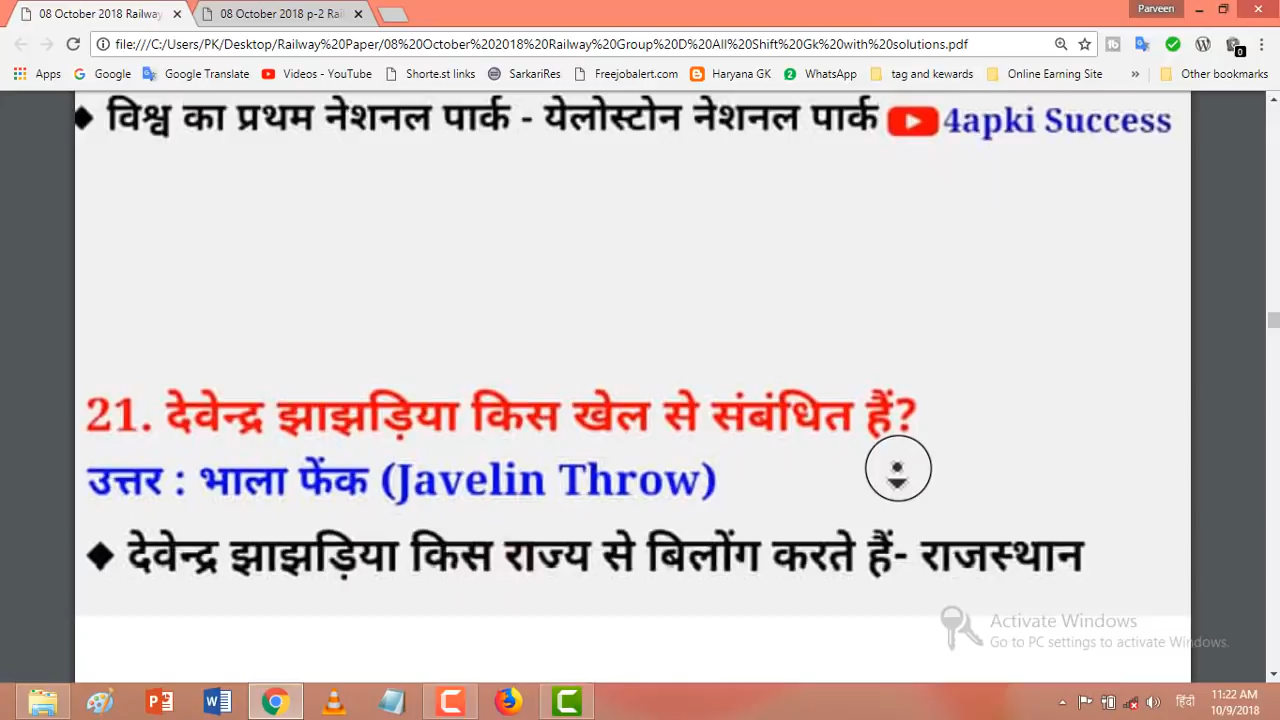 08 October 2018 Railway
08 October 2018 p-2 Rail
Parveen
file:///C:/Users/PK/Desktop/Railway%20Paper/08%20October%202018%20Railway%20Group%20D%20All%20Shift%20Gk%20with%20solutions.pdf
0
Apps Google Google Translate Videos - YouTube Shorte.st links SarkariRes Freejobalert.com Haryana GK 2 WhatsApp tag and keywards Online Earning Site » Other bookmarks
◆ विश्व का प्रथम नेशनल पार्क - येलोस्टोन नेशनल पार्क 4apki Success
21. देवेन्द्र झाझड़िया किस खेल से संबंधित हैं?
उत्तर : भाला फेंक (Javelin Throw)
◆ देवेन्द्र झाझड़िया किस राज्य से बिलोंग करते हैं- राजस्थान
Activate Windows
Go to PC settings to activate Windows.
हिंदी
11:22 AM
10/9/2018